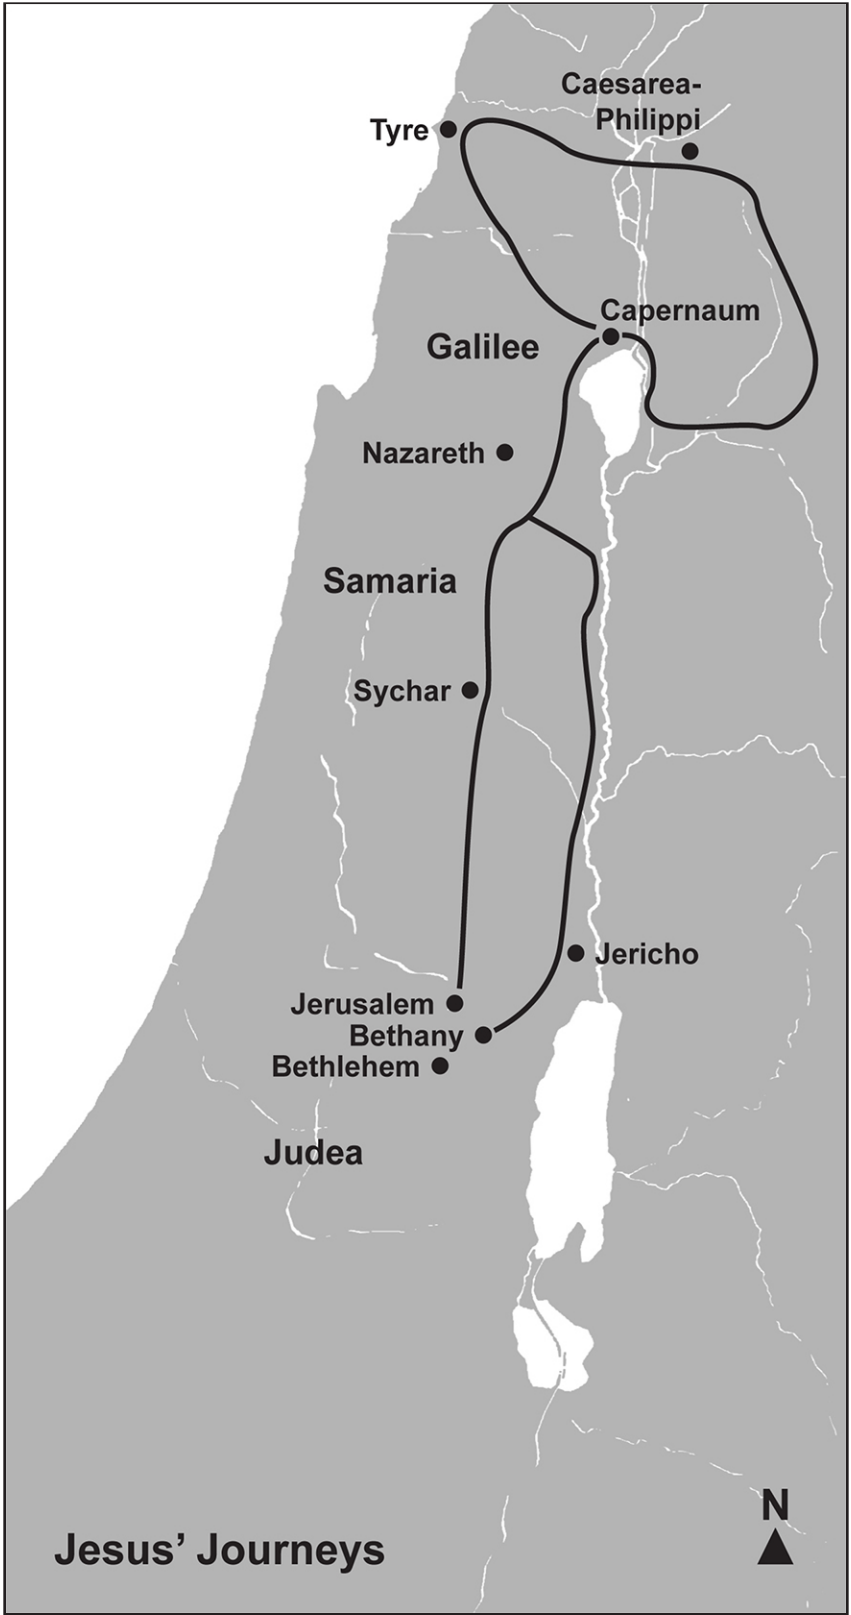 Caesarea-
Philippi
Tyre
Capernaum
Galilee
Nazareth
Samaria
Sychar
Jericho
Jerusalem
Bethany
Bethlehem
Judea
N
Jesus’ Journeys